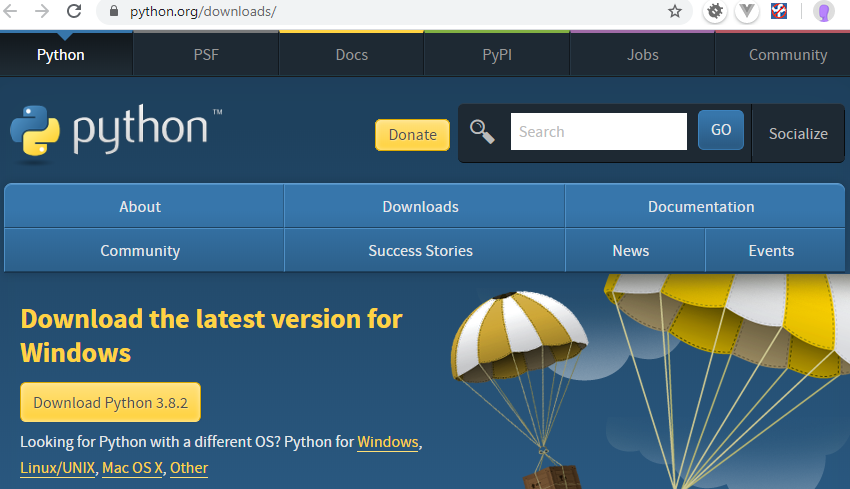 python.org/downloads/
Python PSF Docs PyPI Jobs Community
python™
Donate Search GO Socialize
About Downloads Documentation
Community Success Stories News Events
Download the latest version for
Windows
Download Python 3.8.2
Looking for Python with a different OS? Python for Windows,
Linux/UNIX, Mac OS X, Other